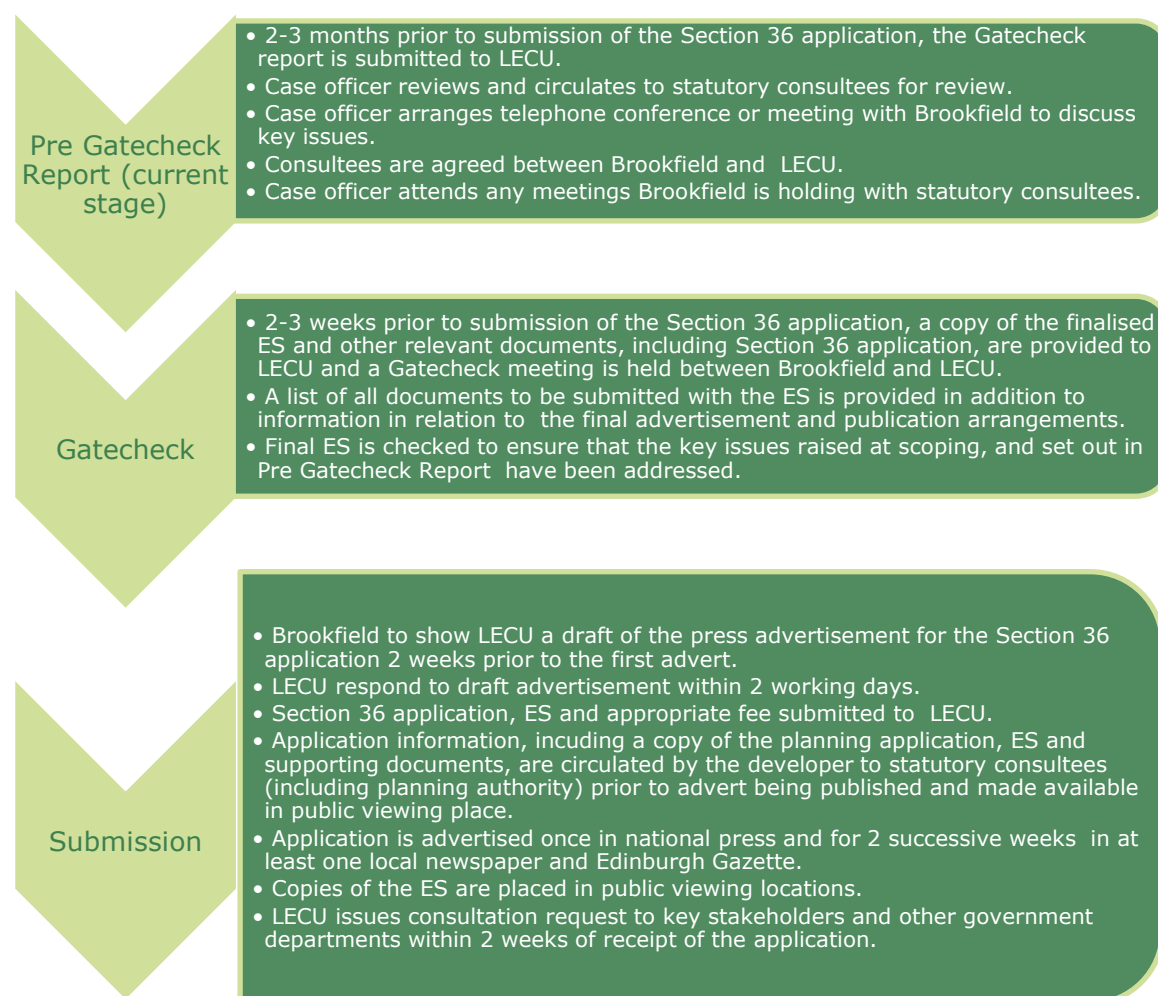 Pre Gatecheck
Report (current
stage)
• 2-3 months prior to submission of the Section 36 application, the Gatecheck
report is submitted to LECU.
• Case officer reviews and circulates to statutory consultees for review.
• Case officer arranges telephone conference or meeting with Brookfield to discuss
key issues.
• Consultees are agreed between Brookfield and LECU.
• Case officer attends any meetings Brookfield is holding with statutory consultees.
Gatecheck
• 2-3 weeks prior to submission of the Section 36 application, a copy of the finalised
ES and other relevant documents, including Section 36 application, are provided to
LECU and a Gatecheck meeting is held between Brookfield and LECU.
• A list of all documents to be submitted with the ES is provided in addition to
information in relation to the final advertisement and publication arrangements.
• Final ES is checked to ensure that the key issues raised at scoping, and set out in
Pre Gatecheck Report have been addressed.
Submission
• Brookfield to show LECU a draft of the press advertisement for the Section 36
application 2 weeks prior to the first advert.
• LECU respond to draft advertisement within 2 working days.
• Section 36 application, ES and appropriate fee submitted to LECU.
• Application information, incuding a copy of the planning application, ES and
supporting documents, are circulated by the developer to statutory consultees
(including planning authority) prior to advert being published and made available
in public viewing place.
• Application is advertised once in national press and for 2 successive weeks in at
least one local newspaper and Edinburgh Gazette.
• Copies of the ES are placed in public viewing locations.
• LECU issues consultation request to key stakeholders and other government
departments within 2 weeks of receipt of the application.